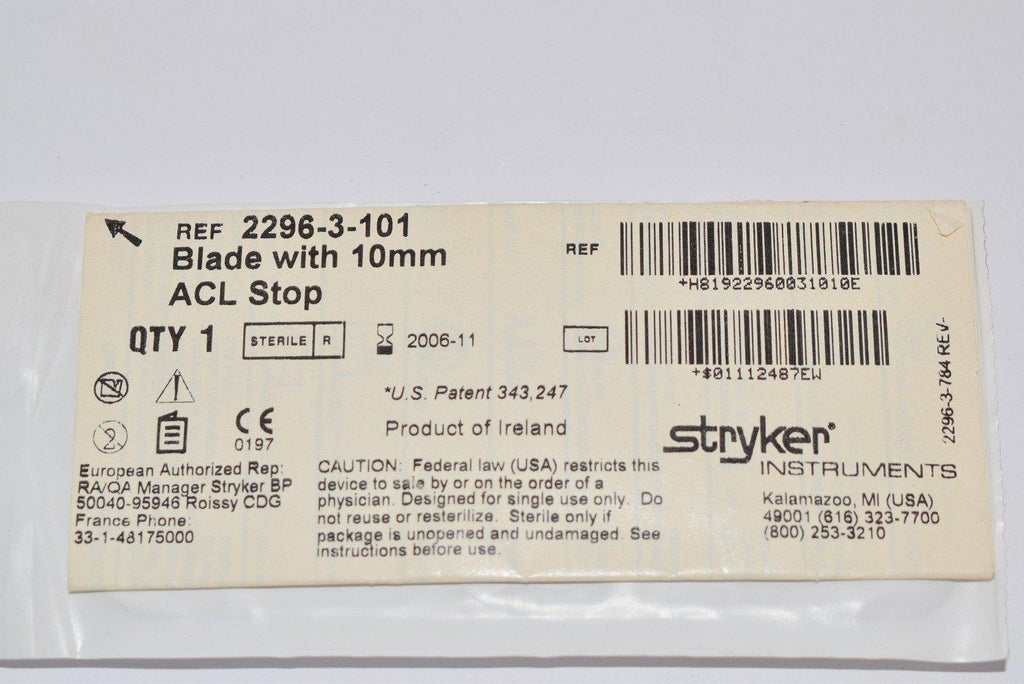 REF 2296-3-101
Blade with 10mm
ACL Stop
QTY 1
STERILE R
2006-11
REF
+H81922960031010E
LOT
+$01112487EW
*U.S. Patent 343,247
Product of Ireland
2
CE
0197
European Authorized Rep:
RA/QA Manager Stryker BP
50040-95946 Roissy CDG
France Phone:
33-1-48175000
CAUTION: Federal law (USA) restricts this
device to sale by or on the order of a
physician. Designed for single use only. Do
not reuse or resterilize. Sterile only if
package is unopened and undamaged. See
instructions before use.
stryker®
INSTRUMENTS
Kalamazoo, MI (USA)
49001 (616) 323-7700
(800) 253-3210
2296-3-784 REV-